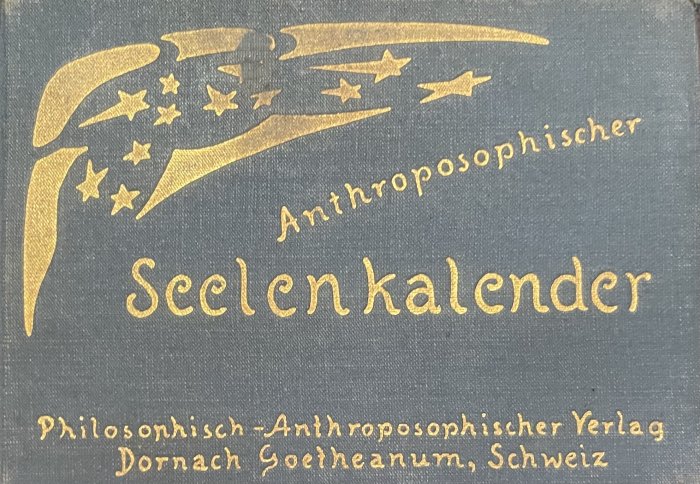 Anthroposophischer
Seelenkalender
Philosophisch-Anthroposophischer Verlag
Dornach Goetheanum, Schweiz